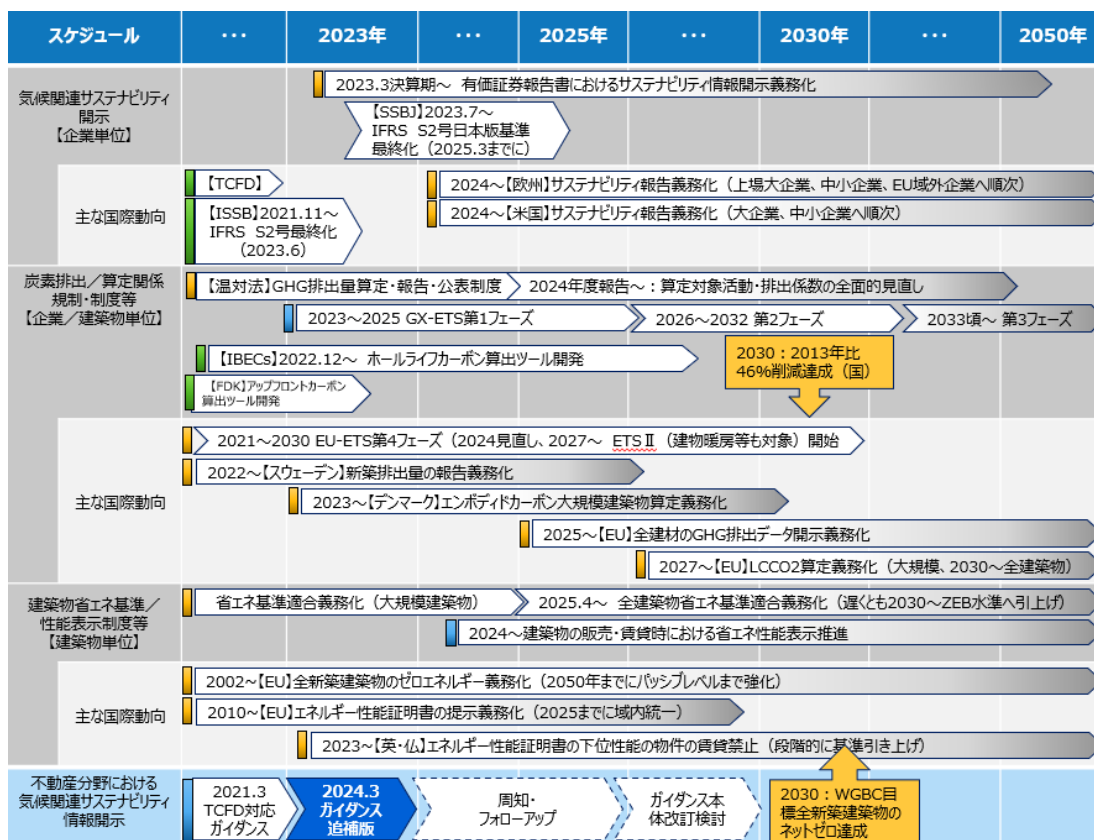 スケジュール
･･･
2023年
･･･
2025年
･･･
2030年
･･･
2050年
気候関連サステナビリティ
開示
【企業単位】
2023.3決算期～ 有価証券報告書におけるサステナビリティ情報開示義務化
【SSBJ】2023.7～
IFRS S2号日本版基準
最終化（2025.3までに）
主な国際動向
【TCFD】
【ISSB】2021.11～
IFRS S2号最終化
（2023.6）
2024～【欧州】サステナビリティ報告義務化（上場大企業、中小企業、EU域外企業へ順次）
2024～【米国】サステナビリティ報告義務化（大企業、中小企業へ順次）
炭素排出／算定関係
規制･制度等
【企業／建築物単位】
【温対法】GHG排出量算定･報告･公表制度
2024年度報告～：算定対象活動･排出係数の全面的見直し
2023～2025 GX-ETS第1フェーズ
2026～2032 第2フェーズ
2033頃～ 第3フェーズ
【IBECs】2022.12～ ホールライフカーボン算出ツール開発
【FDK】アップフロントカーボン
算出ツール開発
2030：2013年比
46%削減達成（国）
主な国際動向
2021～2030 EU-ETS第4フェーズ（2024見直し、2027～ ETSⅡ（建物暖房等も対象）開始
2022～【スウェーデン】新築排出量の報告義務化
2023～【デンマーク】エンボディドカーボン大規模建築物算定義務化
2025～【EU】全建材のGHG排出データ開示義務化
2027～【EU】LCCO2算定義務化（大規模、2030～全建築物）
建築物省エネ基準／
性能表示制度等
【建築物単位】
省エネ基準適合義務化（大規模建築物）
2025.4～ 全建築物省エネ基準適合義務化（遅くとも2030～ZEB水準へ引上げ）
2024～建築物の販売･賃貸時における省エネ性能表示推進
主な国際動向
2002～【EU】全新築建築物のゼロエネルギー義務化（2050年までにパッシブレベルまで強化）
2010～【EU】エネルギー性能証明書の提示義務化（2025までに域内統一）
2023～【英･仏】エネルギー性能証明書の下位性能の物件の賃貸禁止（段階的に基準引き上げ）
不動産分野における
気候関連サステナビリティ
情報開示
2021.3
TCFD対応
ガイダンス
2024.3
ガイダンス
追補版
周知･
フォローアップ
ガイダンス本
体改訂検討
2030：WGBC目
標全新築建築物の
ネットゼロ達成